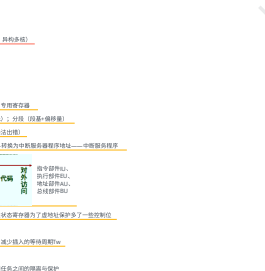 异构多核）
专用寄存器
）；分段（段基+偏移量）
法出错）
转换为中断服务器程序地址——中断服务程序
代码
对外访问
指令部件IU、
执行部件EU、
地址部件AU、
总线部件BU
状态寄存器为了虚地址保护多了一些控制位
减少插入的等待周期Tw
任务之间的隔离与保护